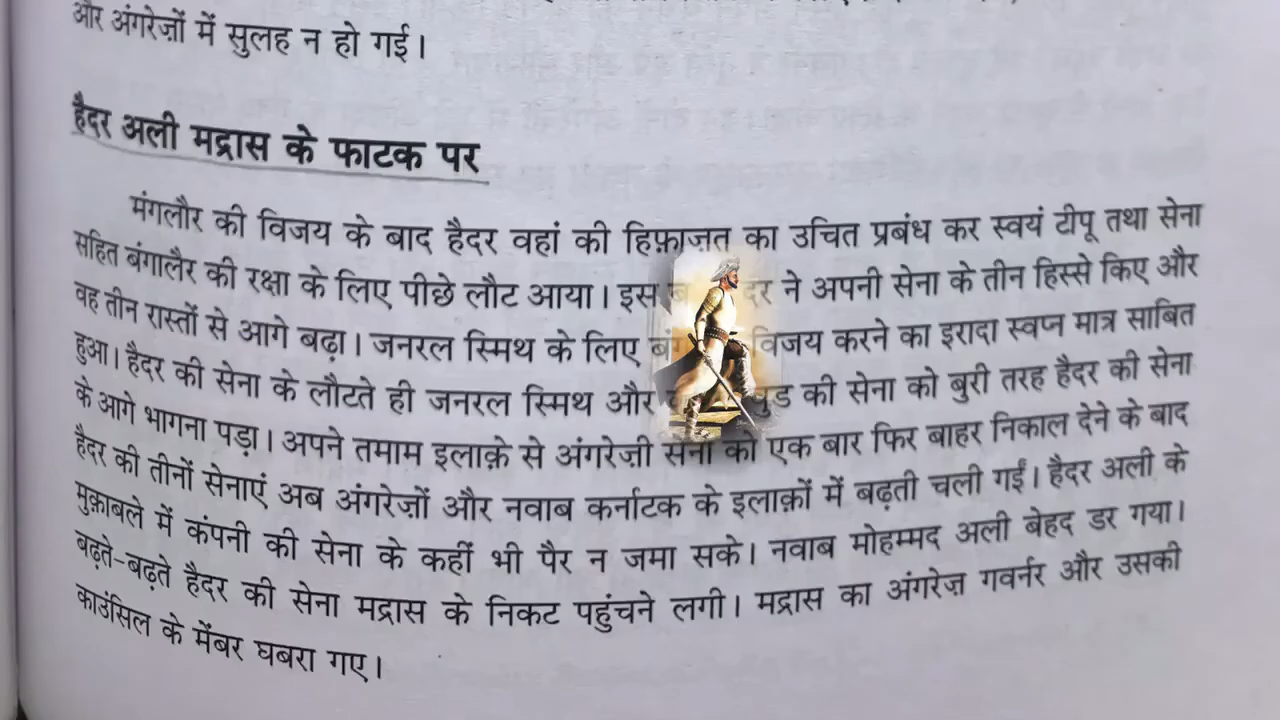 और अंगरेज़ों में सुलह न हो गई।
हैदर अली मद्रास के फाटक पर
मंगलौर की विजय के बाद हैदर वहां की हिफ़ाज़त का उचित प्रबंध कर स्वयं टीपू तथा सेना
सहित बंगालैर की रक्षा के लिए पीछे लौट आया। इस ने अपनी सेना के तीन हिस्से किए और
वह तीन रास्तों से आगे बढ़ा। जनरल स्मिथ के लिए विजय करने का इरादा स्वप्न मात्र साबित
हुआ। हैदर की सेना के लौटते ही जनरल स्मिथ और की सेना को बुरी तरह हैदर की सेना
के आगे भागना पड़ा। अपने तमाम इलाक़े से अंगरेज़ी सेना को एक बार फिर बाहर निकाल देने के बाद
हैदर की तीनों सेनाएं अब अंगरेज़ों और नवाब कर्नाटक के इलाक़ों में बढ़ती चली गईं। हैदर अली के
मुक़ाबले में कंपनी की सेना के कहीं भी पैर न जमा सके। नवाब मोहम्मद अली बेहद डर गया।
बढ़ते-बढ़ते हैदर की सेना मद्रास के निकट पहुंचने लगी। मद्रास का अंगरेज़ गवर्नर और उसकी
काउंसिल के मेंबर घबरा गए।